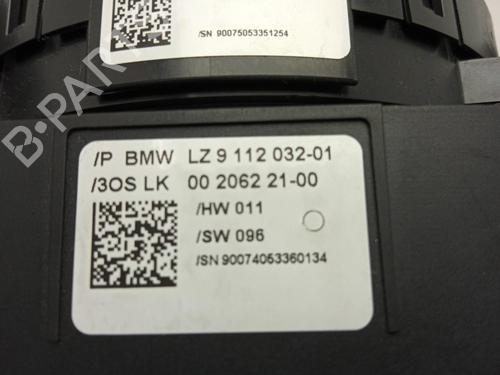 /SN 90075053351254
B-PARTS
/P BMW LZ 9 112 032-01
/3OS LK 00 2062 21-00
/HW 011
/SW 096
/SN 90074053360134